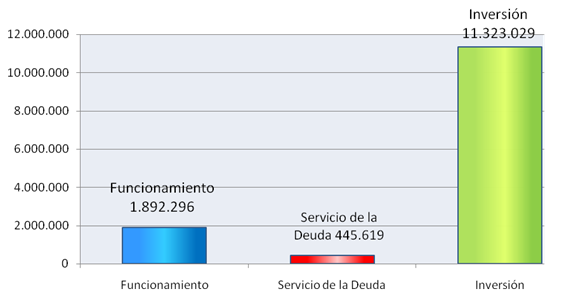 Inversión
11.323.029
12.000.000
10.000.000
8.000.000
6.000.000
4.000.000
2.000.000
0
Funcionamiento
1.892.296
Servicio de la
Deuda 445.619
Funcionamiento
Servicio de la Deuda
Inversión